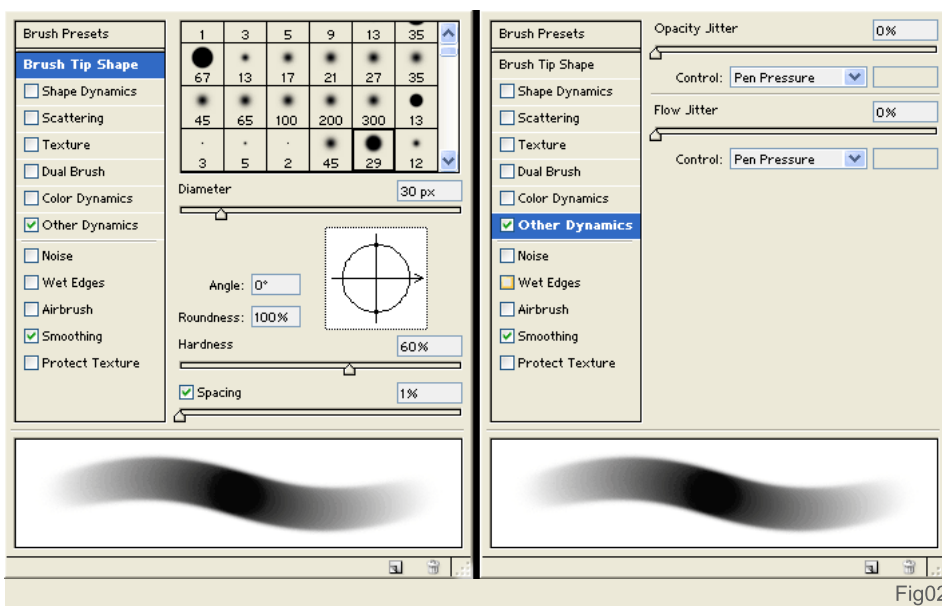 Brush Presets
Brush Tip Shape
Shape Dynamics
Scattering
Texture
Dual Brush
Color Dynamics
Other Dynamics
Noise
Wet Edges
Airbrush
Smoothing
Protect Texture
1 3 5 9 13 35
67 13 17 21 27 35
45 65 100 200 300 13
3 5 2 45 29 12
Diameter 30 px
Angle: 0°
Roundness: 100%
Hardness 60%
Spacing 1%
Brush Presets
Brush Tip Shape
Shape Dynamics
Scattering
Texture
Dual Brush
Color Dynamics
Other Dynamics
Noise
Wet Edges
Airbrush
Smoothing
Protect Texture
Opacity Jitter 0%
Control: Pen Pressure
Flow Jitter 0%
Control: Pen Pressure
Fig02